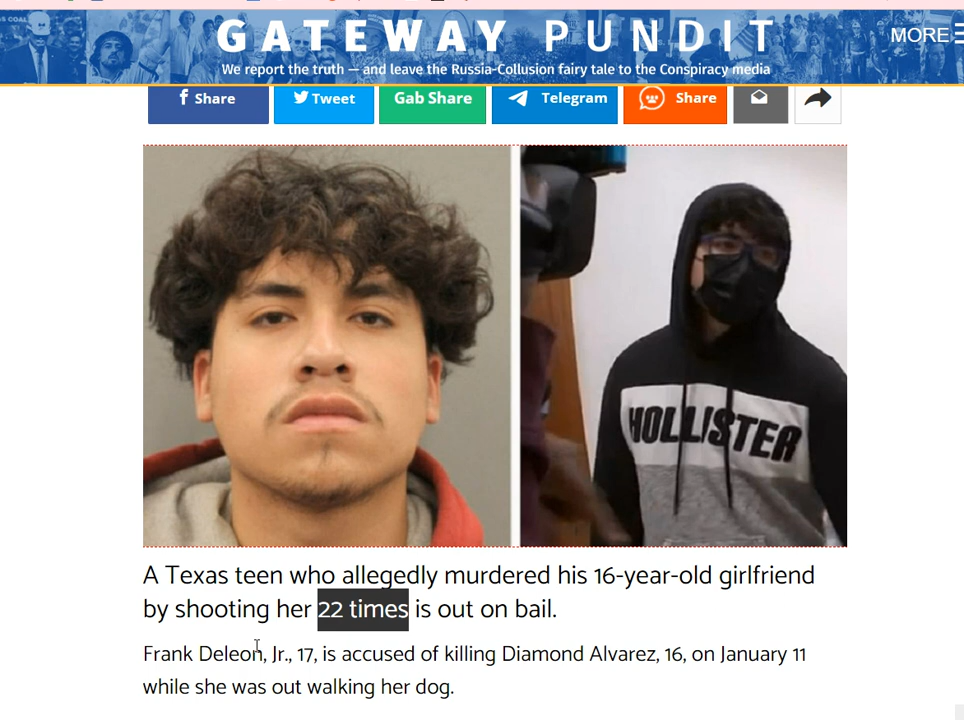 GATEWAY PUNDIT
MORE
We report the truth — and leave the Russia-Collusion fairy tale to the Conspiracy media
Share
Tweet
Gab Share
Telegram
Share
HOLLISTER
A Texas teen who allegedly murdered his 16-year-old girlfriend
by shooting her 22 times is out on bail.
Frank Deleon, Jr., 17, is accused of killing Diamond Alvarez, 16, on January 11
while she was out walking her dog.